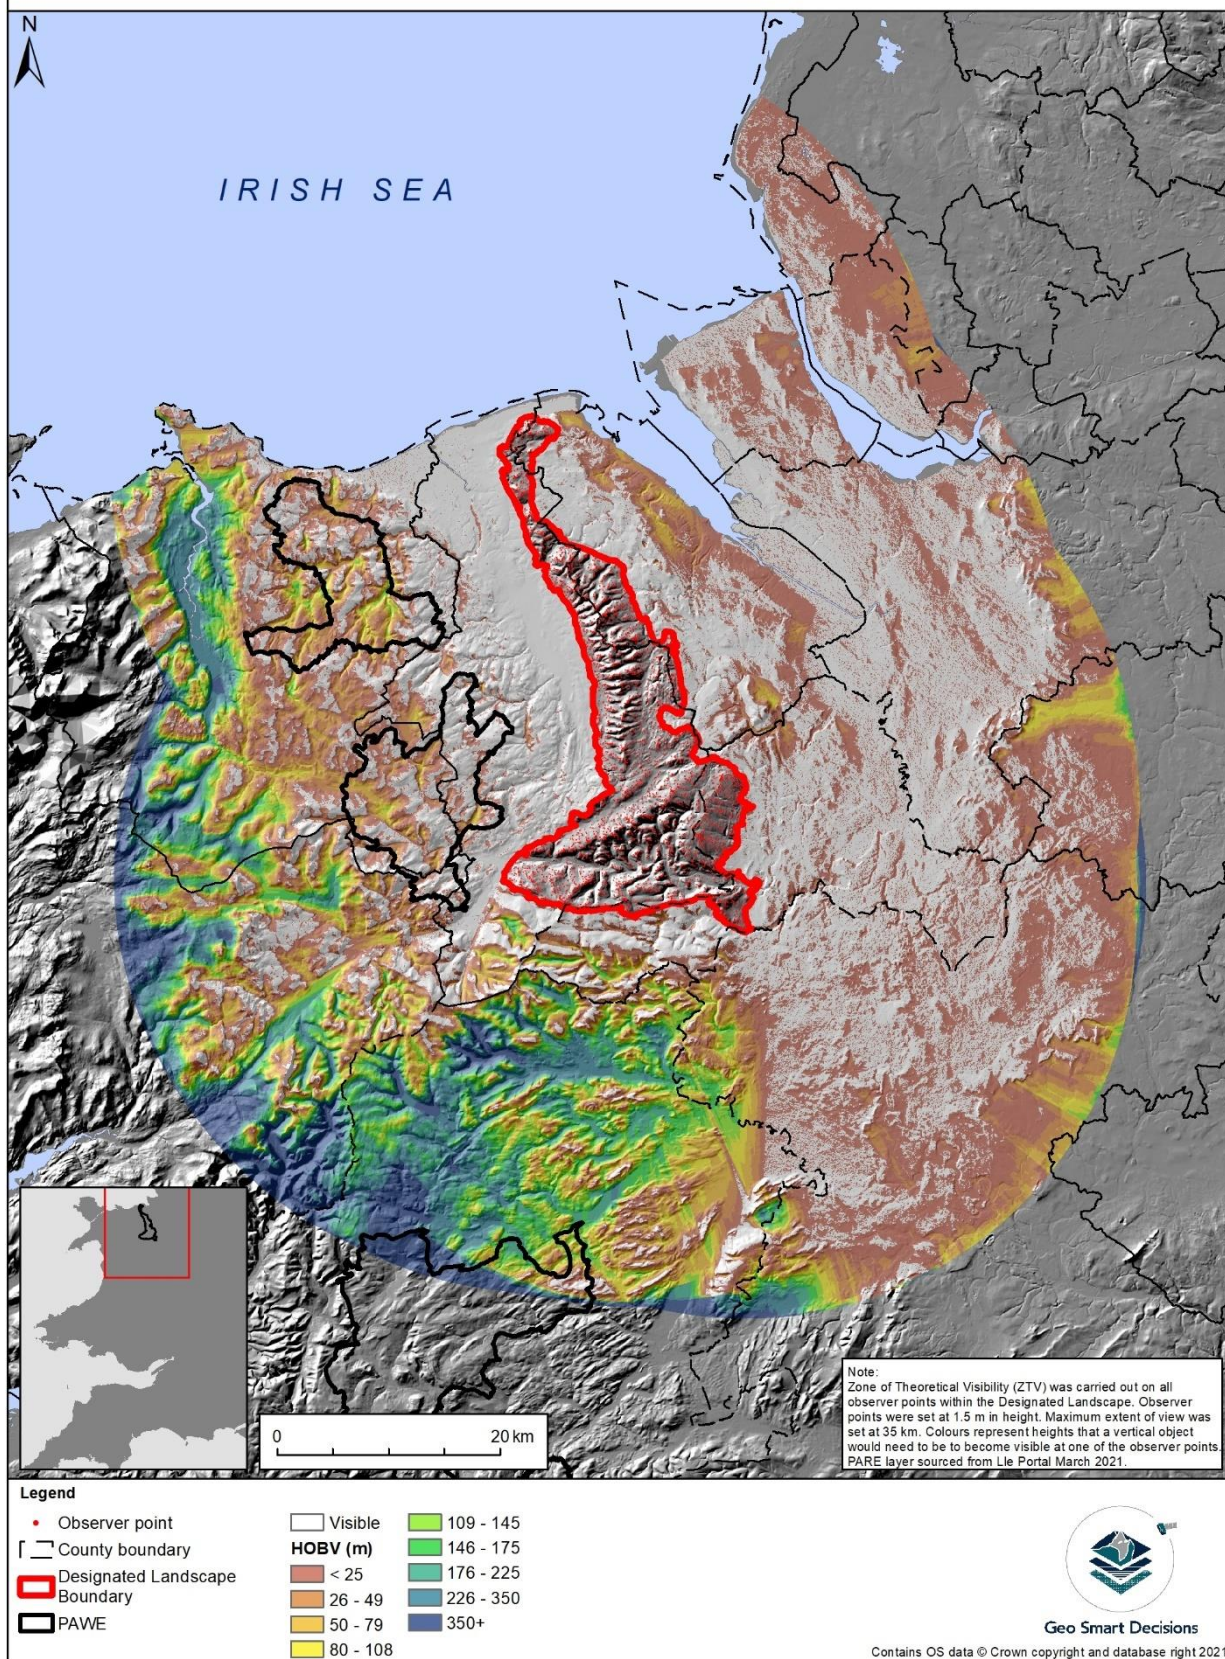 N
IRISH SEA
Note:
Zone of Theoretical Visibility (ZTV) was carried out on all
observer points within the Designated Landscape. Observer
points were set at 1.5 m in height. Maximum extent of view was
set at 35 km. Colours represent heights that a vertical object
would need to be to become visible at one of the observer points.
PARE layer sourced from Lle Portal March 2021.
0 20 km
Legend
Observer point
County boundary
Designated Landscape
Boundary
PAWE
Visible
HOBV (m)
< 25
26 - 49
50 - 79
80 - 108
109 - 145
146 - 175
176 - 225
226 - 350
350+
Geo Smart Decisions
Contains OS data © Crown copyright and database right 2021